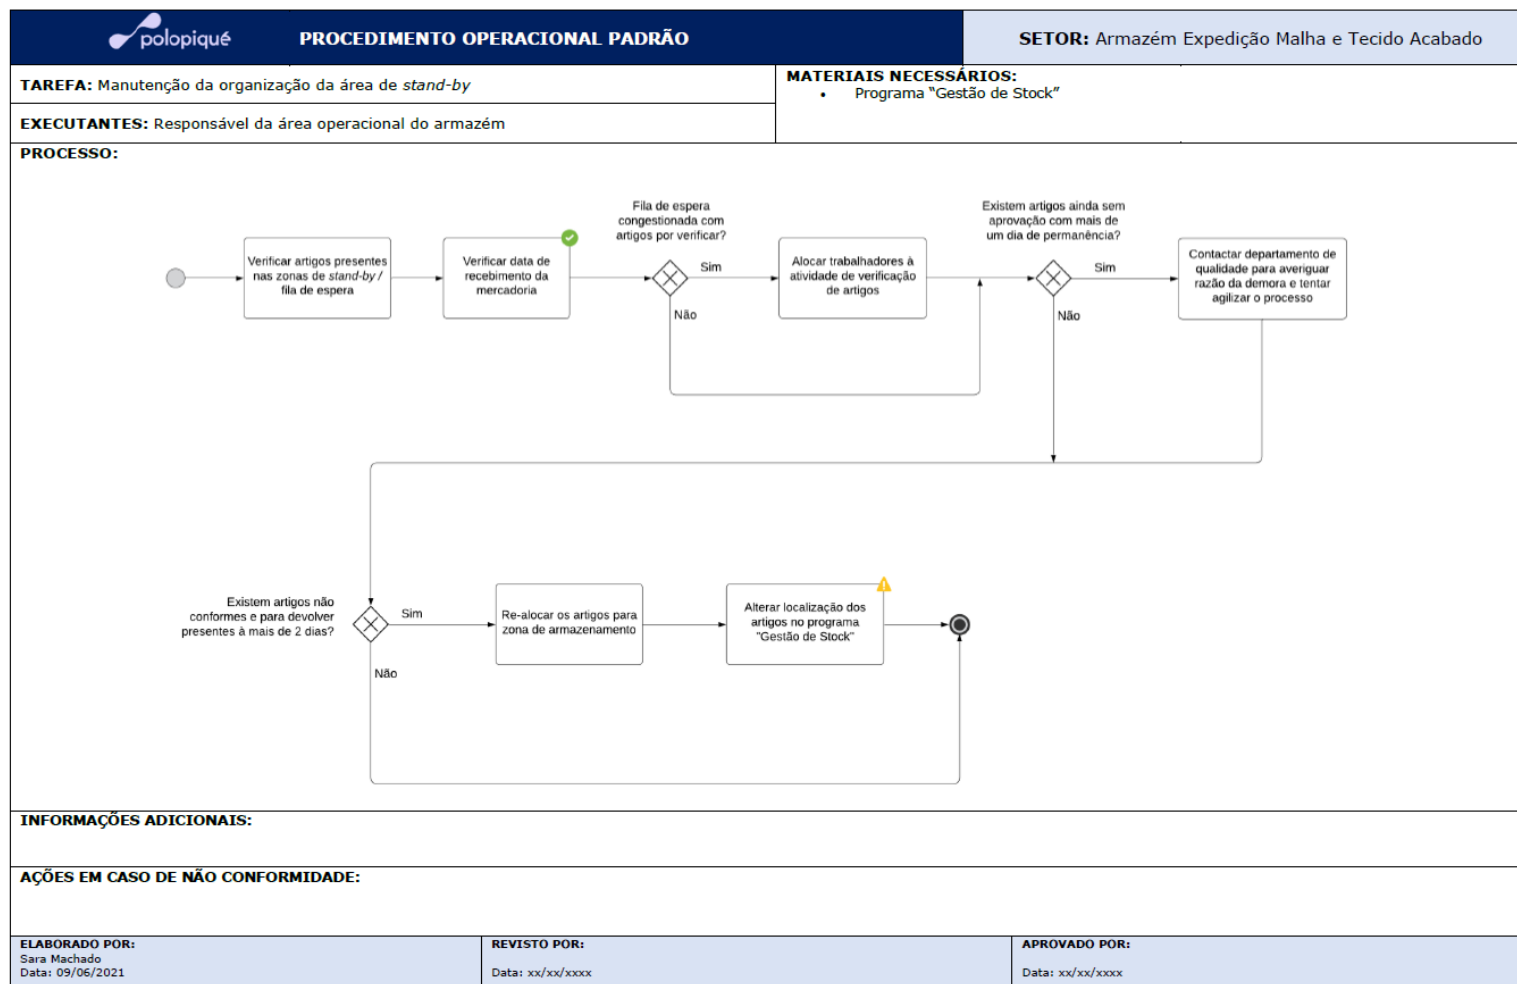 polopiqué
PROCEDIMENTO OPERACIONAL PADRÃO
SETOR: Armazém Expedição Malha e Tecido Acabado
TAREFA: Manutenção da organização da área de stand-by
MATERIAIS NECESSÁRIOS:
• Programa “Gestão de Stock”
EXECUTANTES: Responsável da área operacional do armazém
PROCESSO:
Verificar artigos presentes
nas zonas de stand-by /
fila de espera
Verificar data de
recebimento da
mercadoria
Fila de espera
congestionada com
artigos por verificar?
Sim
Não
Alocar trabalhadores à
atividade de verificação
de artigos
Existem artigos ainda sem
aprovação com mais de
um dia de permanência?
Sim
Não
Contactar departamento de
qualidade para averiguar
razão da demora e tentar
agilizar o processo
Existem artigos não
conformes e para devolver
presentes à mais de 2 dias?
Sim
Não
Re-alocar os artigos para
zona de armazenamento
Alterar localização dos
artigos no programa
"Gestão de Stock"
INFORMAÇÕES ADICIONAIS:
AÇÕES EM CASO DE NÃO CONFORMIDADE:
ELABORADO POR:
Sara Machado
Data: 09/06/2021
REVISTO POR:
Data: xx/xx/xxxx
APROVADO POR:
Data: xx/xx/xxxx